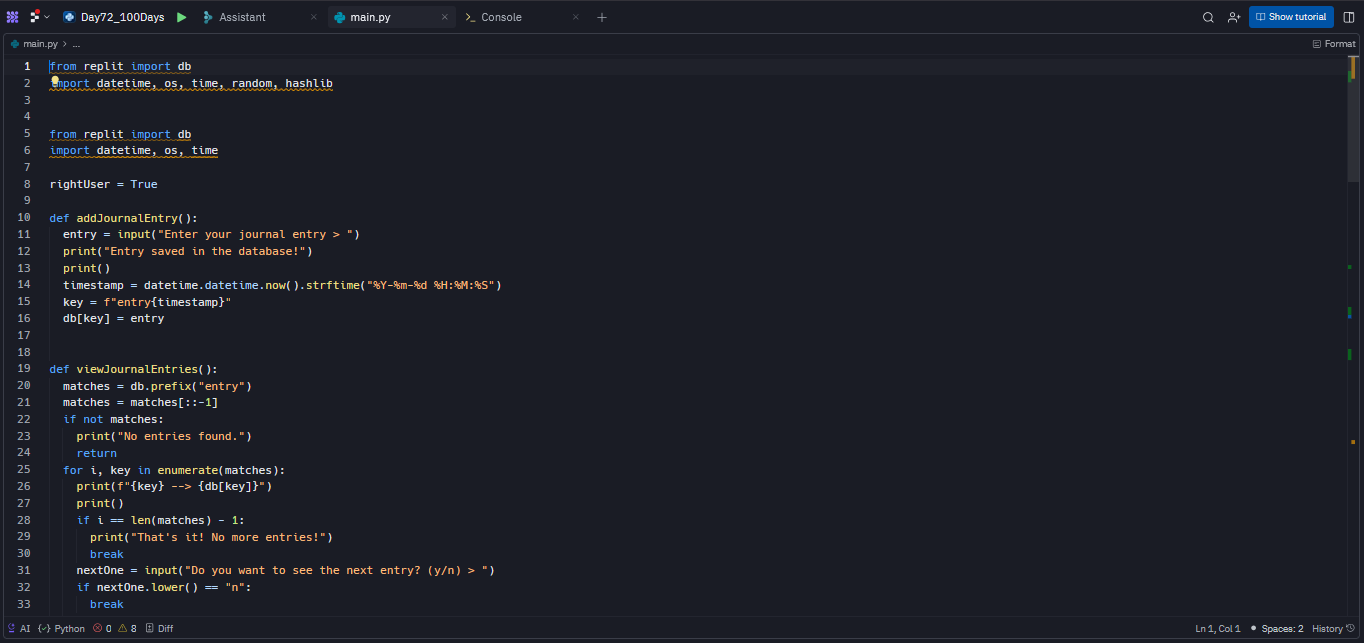 Day72_100Days Assistant × main.py × Console × + Show tutorial
main.py > ... Format
1 from replit import db
2 import datetime, os, time, random, hashlib
3
4
5 from replit import db
6 import datetime, os, time
7
8 rightUser = True
9
10 def addJournalEntry():
11   entry = input("Enter your journal entry > ")
12   print("Entry saved in the database!")
13   print()
14   timestamp = datetime.datetime.now().strftime("%Y-%m-%d %H:%M:%S")
15   key = f"entry{timestamp}"
16   db[key] = entry
17
18
19 def viewJournalEntries():
20   matches = db.prefix("entry")
21   matches = matches[::-1]
22   if not matches:
23     print("No entries found.")
24     return
25   for i, key in enumerate(matches):
26     print(f"{key} --> {db[key]}")
27     print()
28     if i == len(matches) - 1:
29       print("That's it! No more entries!")
30       break
31     nextOne = input("Do you want to see the next entry? (y/n) > ")
32     if nextOne.lower() == "n":
33       break
AI Python 0 8 Diff Ln 1, Col 1 Spaces: 2 History